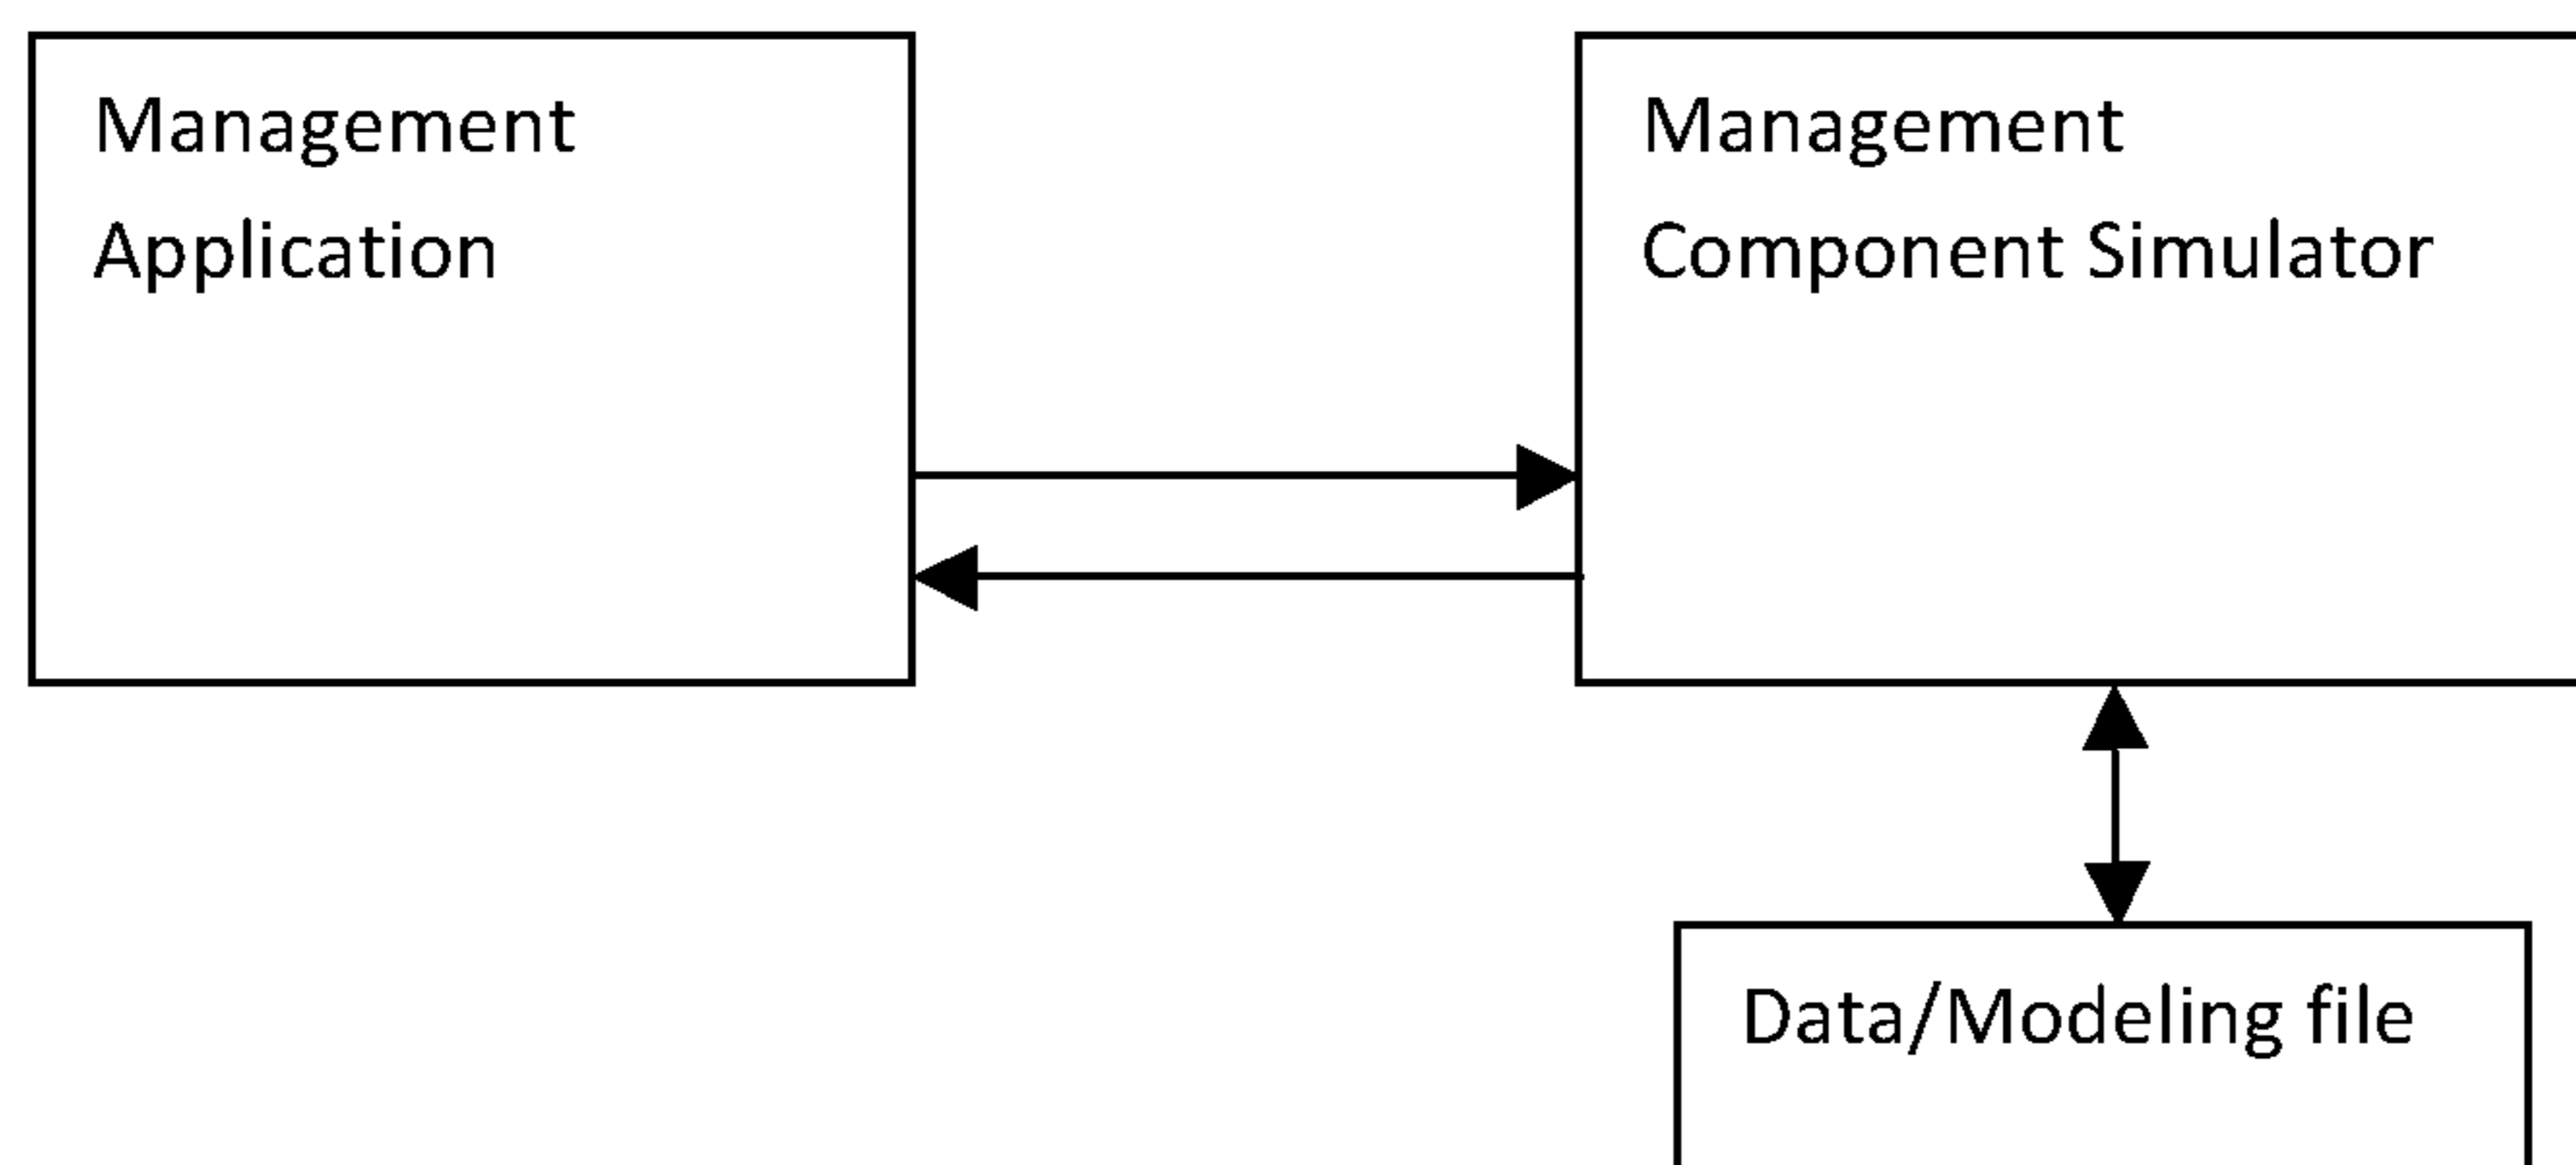 Management
Application
Management
Component Simulator
Data/Modeling file